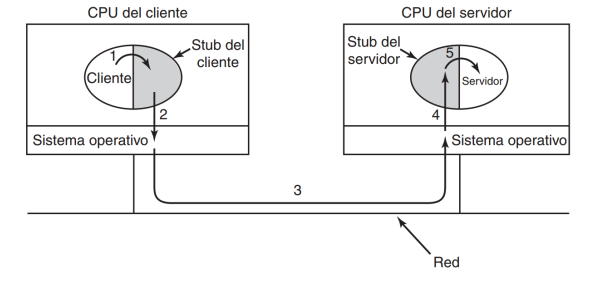 CPU del cliente
CPU del servidor
Stub del
cliente
Stub del
servidor
1
Cliente
5
Servidor
2
4
Sistema operativo
Sistema operativo
3
Red